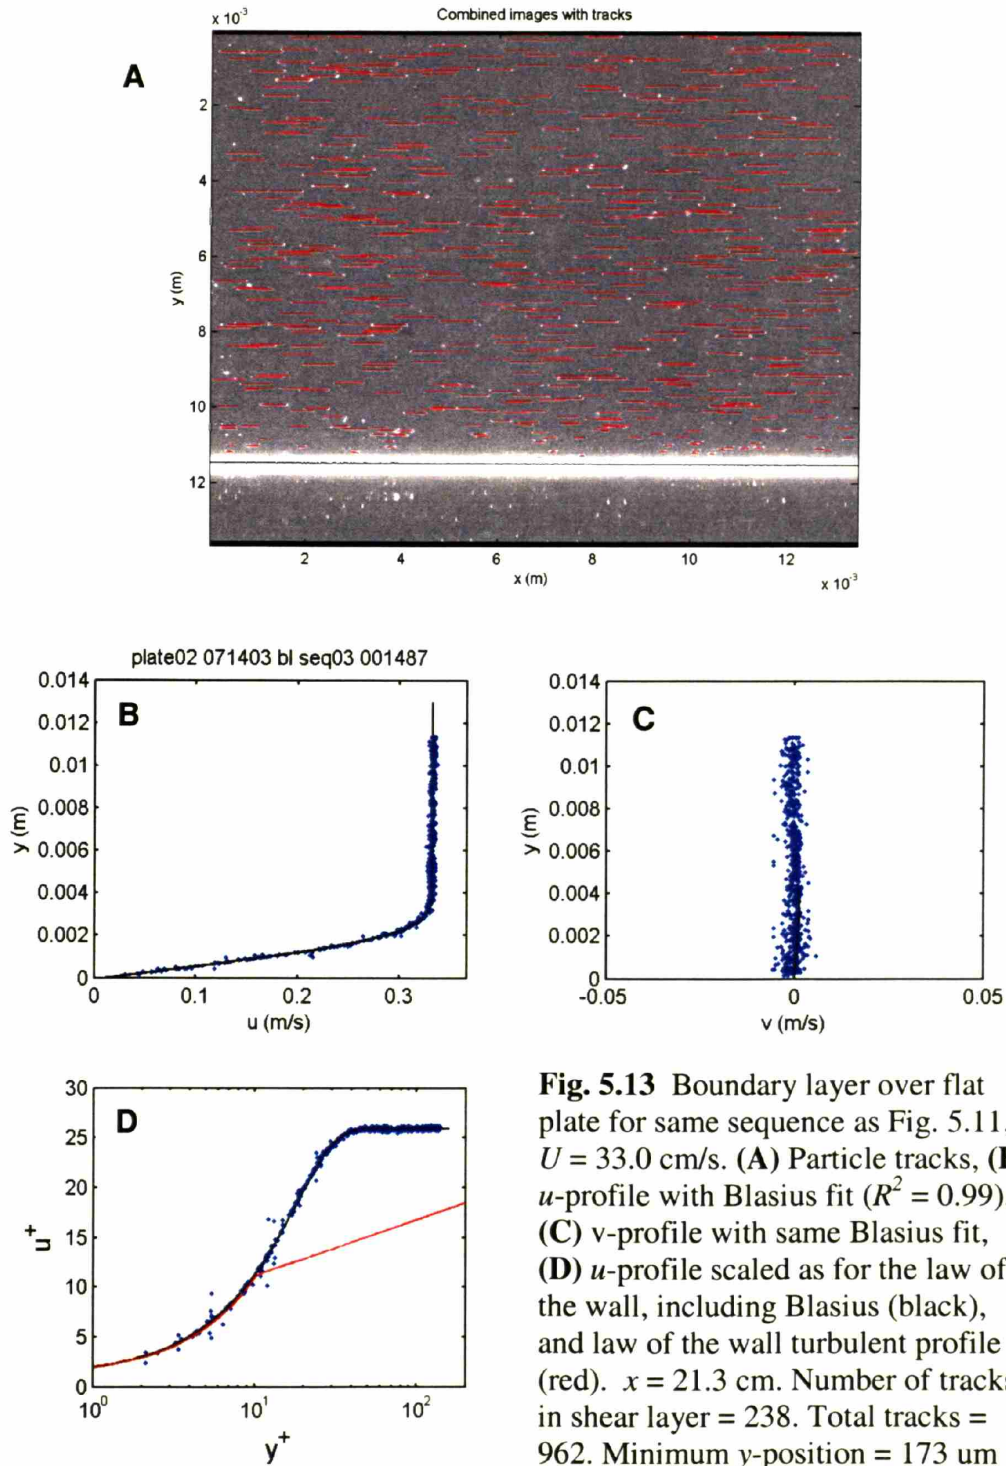 Combined images with tracks
x 10⁻³
A
2
4
6
8
10
12
y (m)
2 4 6 8 10 12
x (m)
x 10⁻³
plate02 071403 bl seq03 001487
B
0.014
0.012
0.01
0.008
0.006
0.004
0.002
0
y (m)
0 0.1 0.2 0.3
u (m/s)
C
0.014
0.012
0.01
0.008
0.006
0.004
0.002
0
y (m)
-0.05 0 0.05
v (m/s)
D
30
25
20
15
10
5
0
u⁺
10⁰ 10¹ 10²
y⁺
Fig. 5.13 Boundary layer over flat
plate for same sequence as Fig. 5.11.
U = 33.0 cm/s. (A) Particle tracks,
u-profile with Blasius fit (R² = 0.99)
(C) v-profile with same Blasius fit,
(D) u-profile scaled as for the law of
the wall, including Blasius (black),
and law of the wall turbulent profile
(red). x = 21.3 cm. Number of tracks
in shear layer = 238. Total tracks =
962. Minimum y-position = 173 um